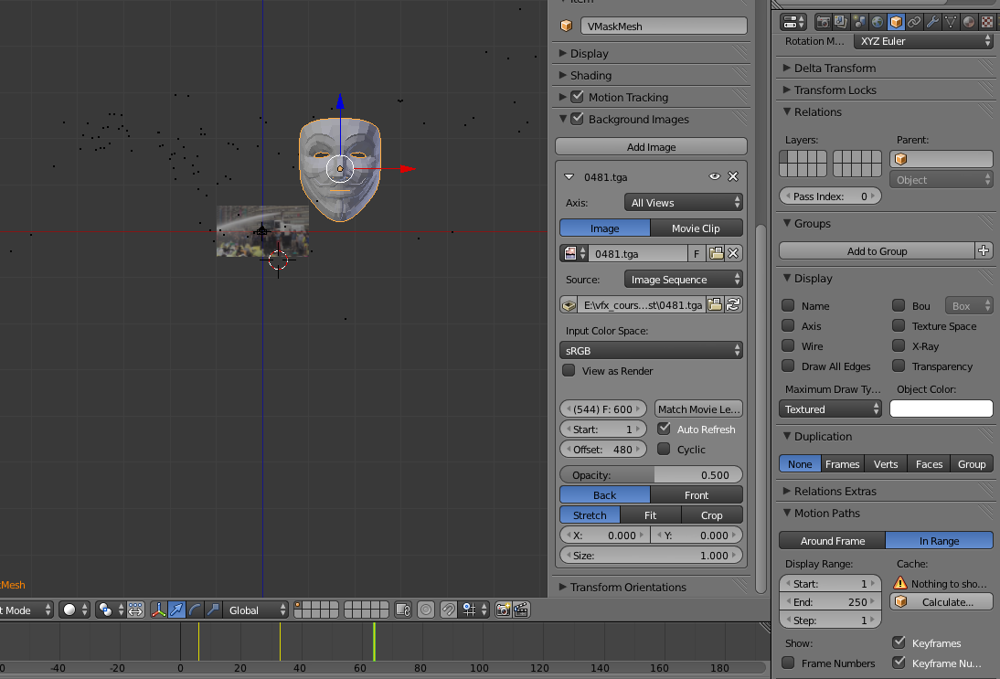 Item
VMaskMesh
Display
Shading
Motion Tracking
Background Images
Add Image
0481.tga
Axis:
All Views
Image
Movie Clip
0481.tga
F
Source:
Image Sequence
E:\vfx_cours...st\0481.tga
Input Color Space:
sRGB
View as Render
(544) F: 600
Match Movie Le...
Start: 1
Auto Refresh
Offset: 480
Cyclic
Opacity: 0.500
Back
Front
Stretch
Fit
Crop
X: 0.000
Y: 0.000
Size: 1.000
Transform Orientations
Rotation M...
XYZ Euler
Delta Transform
Transform Locks
Relations
Layers:
Parent:
Object
Pass Index: 0
Groups
Add to Group
Display
Name
Bou
Box
Axis
Texture Space
Wire
X-Ray
Draw All Edges
Transparency
Maximum Draw Ty...
Object Color:
Textured
Duplication
None
Frames
Verts
Faces
Group
Relations Extras
Motion Paths
Around Frame
In Range
Display Range:
Cache:
Start: 1
Nothing to sho...
End: 250
Calculate...
Step: 1
Show:
Keyframes
Frame Numbers
Keyframe Nu...
kMesh
t Mode
Global
-40
-20
0
20
40
60
80
100
120
140
160
180